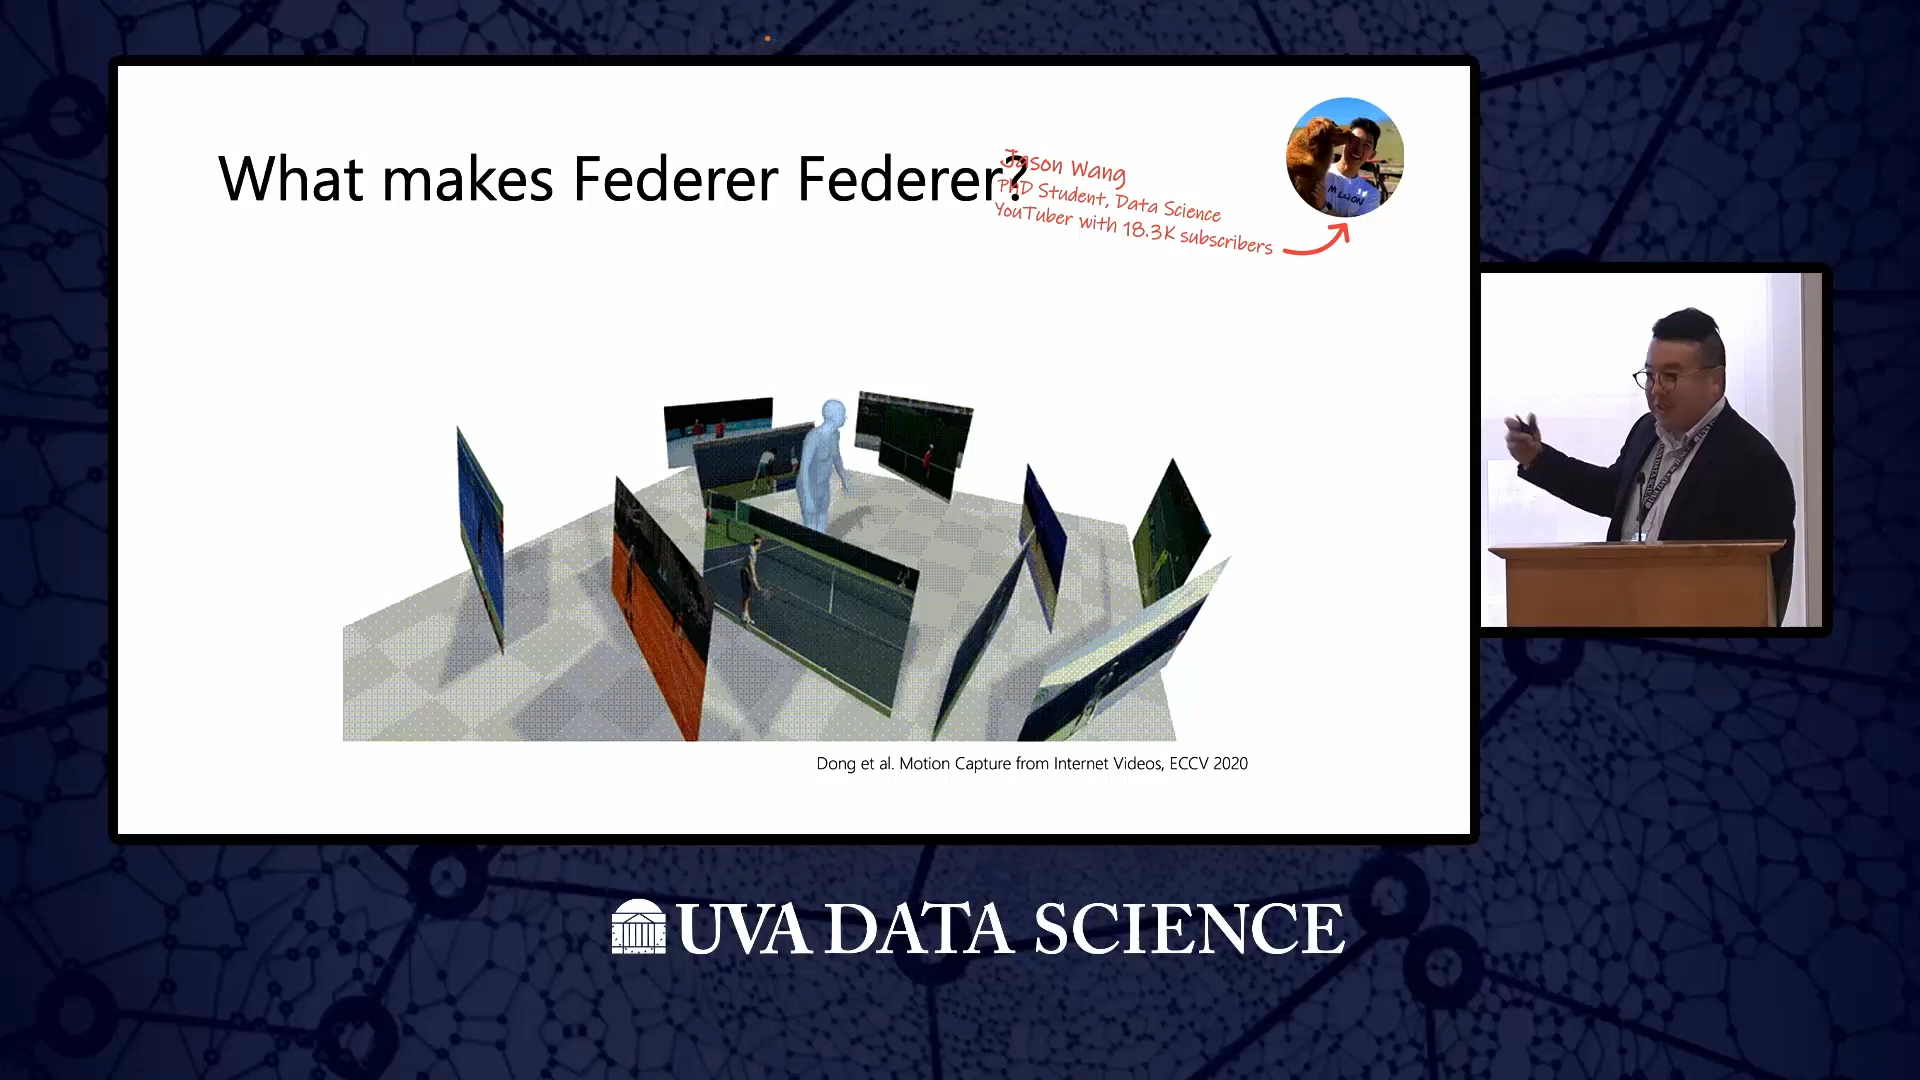 What makes Federer Federer?
Jason Wang
PhD Student, Data Science
YouTuber with 18.3K subscribers
Dong et al. Motion Capture from Internet Videos, ECCV 2020
UVA DATA SCIENCE